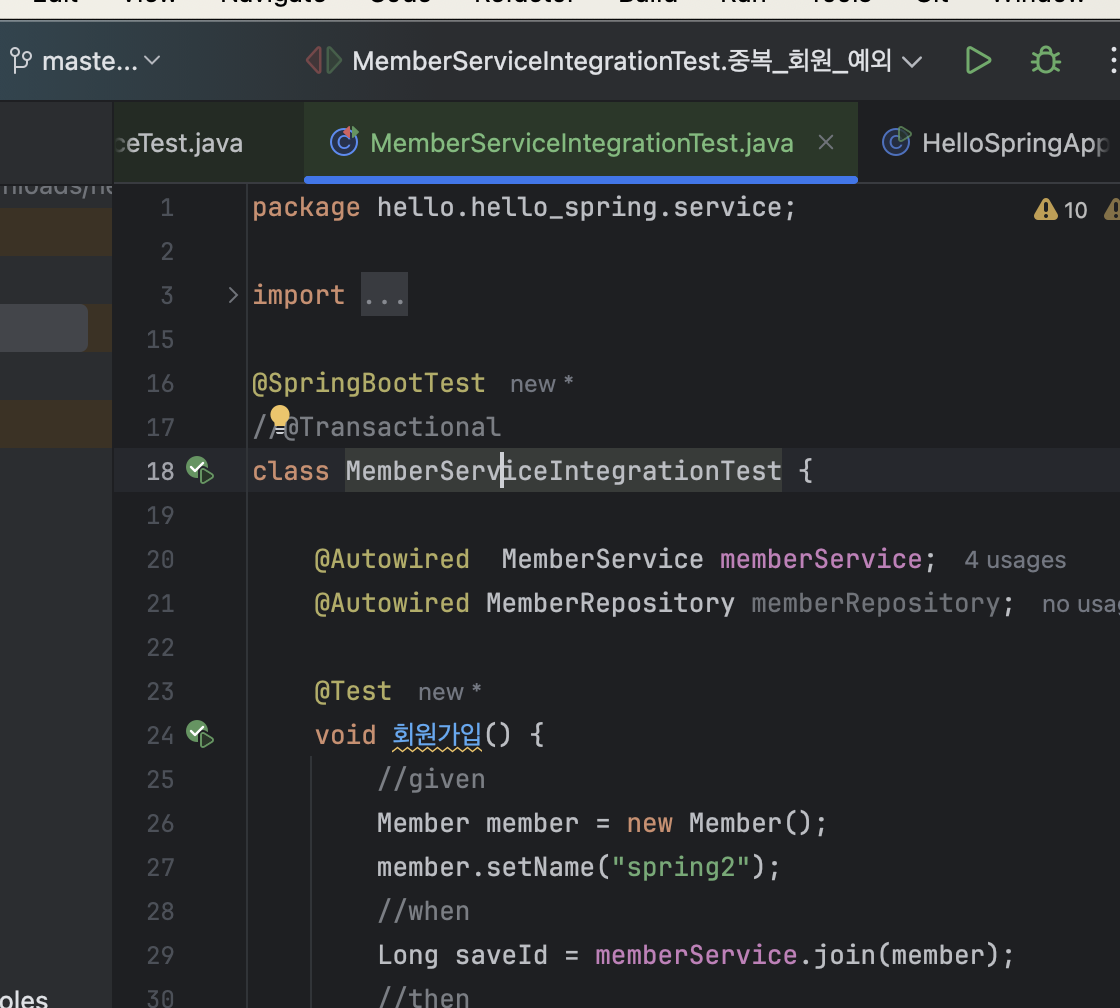 maste...
MemberServiceIntegrationTest.중복_회원_예외
ceTest.java
MemberServiceIntegrationTest.java
HelloSpringApp
1 package hello.hello_spring.service;
10
2
3 import ...
15
16 @SpringBootTest new *
17 //@Transactional
18 class MemberServiceIntegrationTest {
19
20 @Autowired MemberService memberService; 4 usages
21 @Autowired MemberRepository memberRepository; no usag
22
23 @Test new *
24 void 회원가입() {
25 //given
26 Member member = new Member();
27 member.setName("spring2");
28 //when
29 Long saveId = memberService.join(member);
30 //then
oles